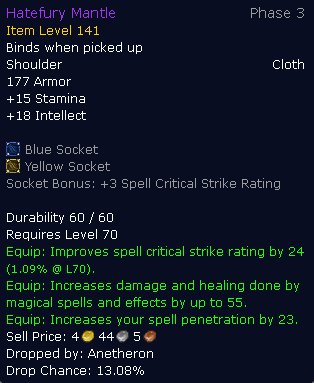 Hatefury Mantle Phase 3
Item Level 141
Binds when picked up
Shoulder Cloth
177 Armor
+15 Stamina
+18 Intellect
Blue Socket
Yellow Socket
Socket Bonus: +3 Spell Critical Strike Rating
Durability 60 / 60
Requires Level 70
Equip: Improves spell critical strike rating by 24
(1.09% @ L70).
Equip: Increases damage and healing done by
magical spells and effects by up to 55.
Equip: Increases your spell penetration by 23.
Sell Price: 4 44 5
Dropped by: Anetheron
Drop Chance: 13.08%